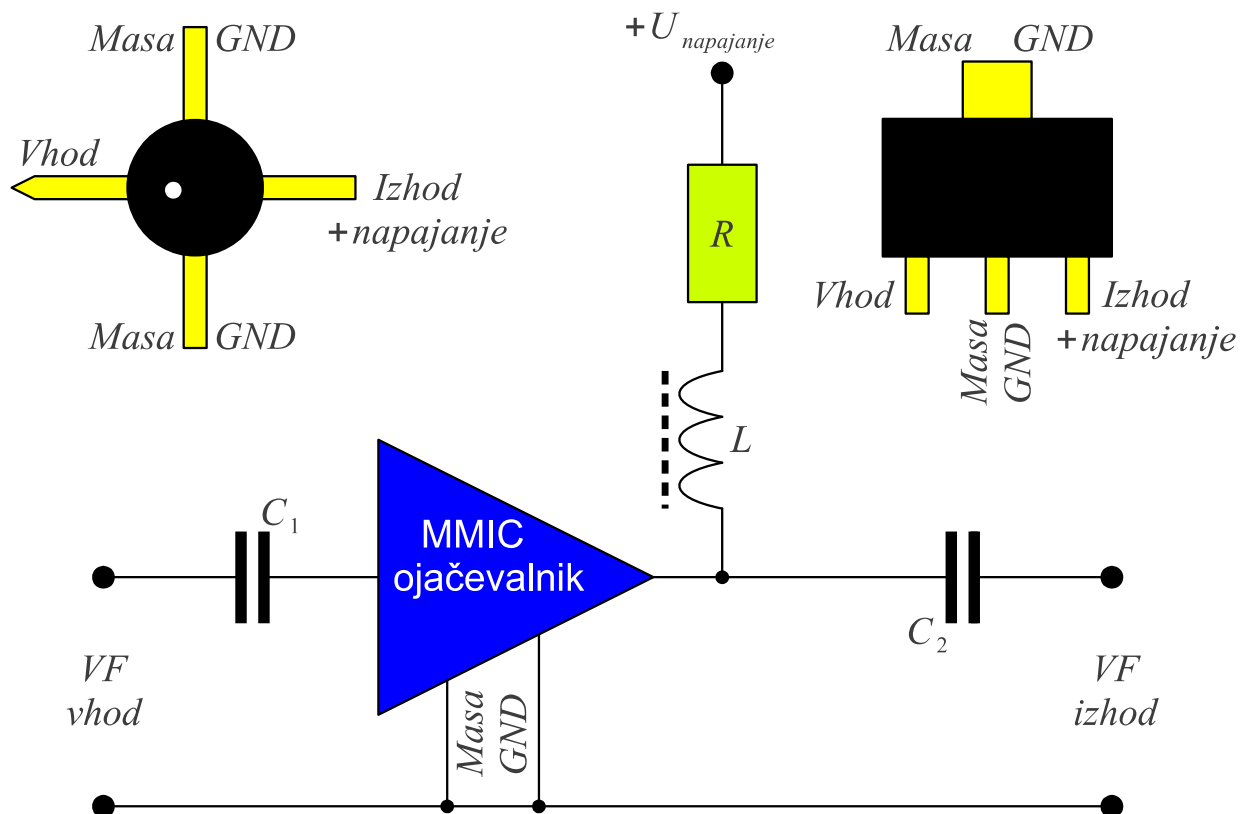 Masa GND
Vhod
Izhod
+napajanje
Masa GND
+U napajanje
R
L
Masa GND
Vhod
Masa
GND
Izhod
+napajanje
C1
MMIC
ojačevalnik
C2
VF
vhod
Masa
GND
VF
izhod